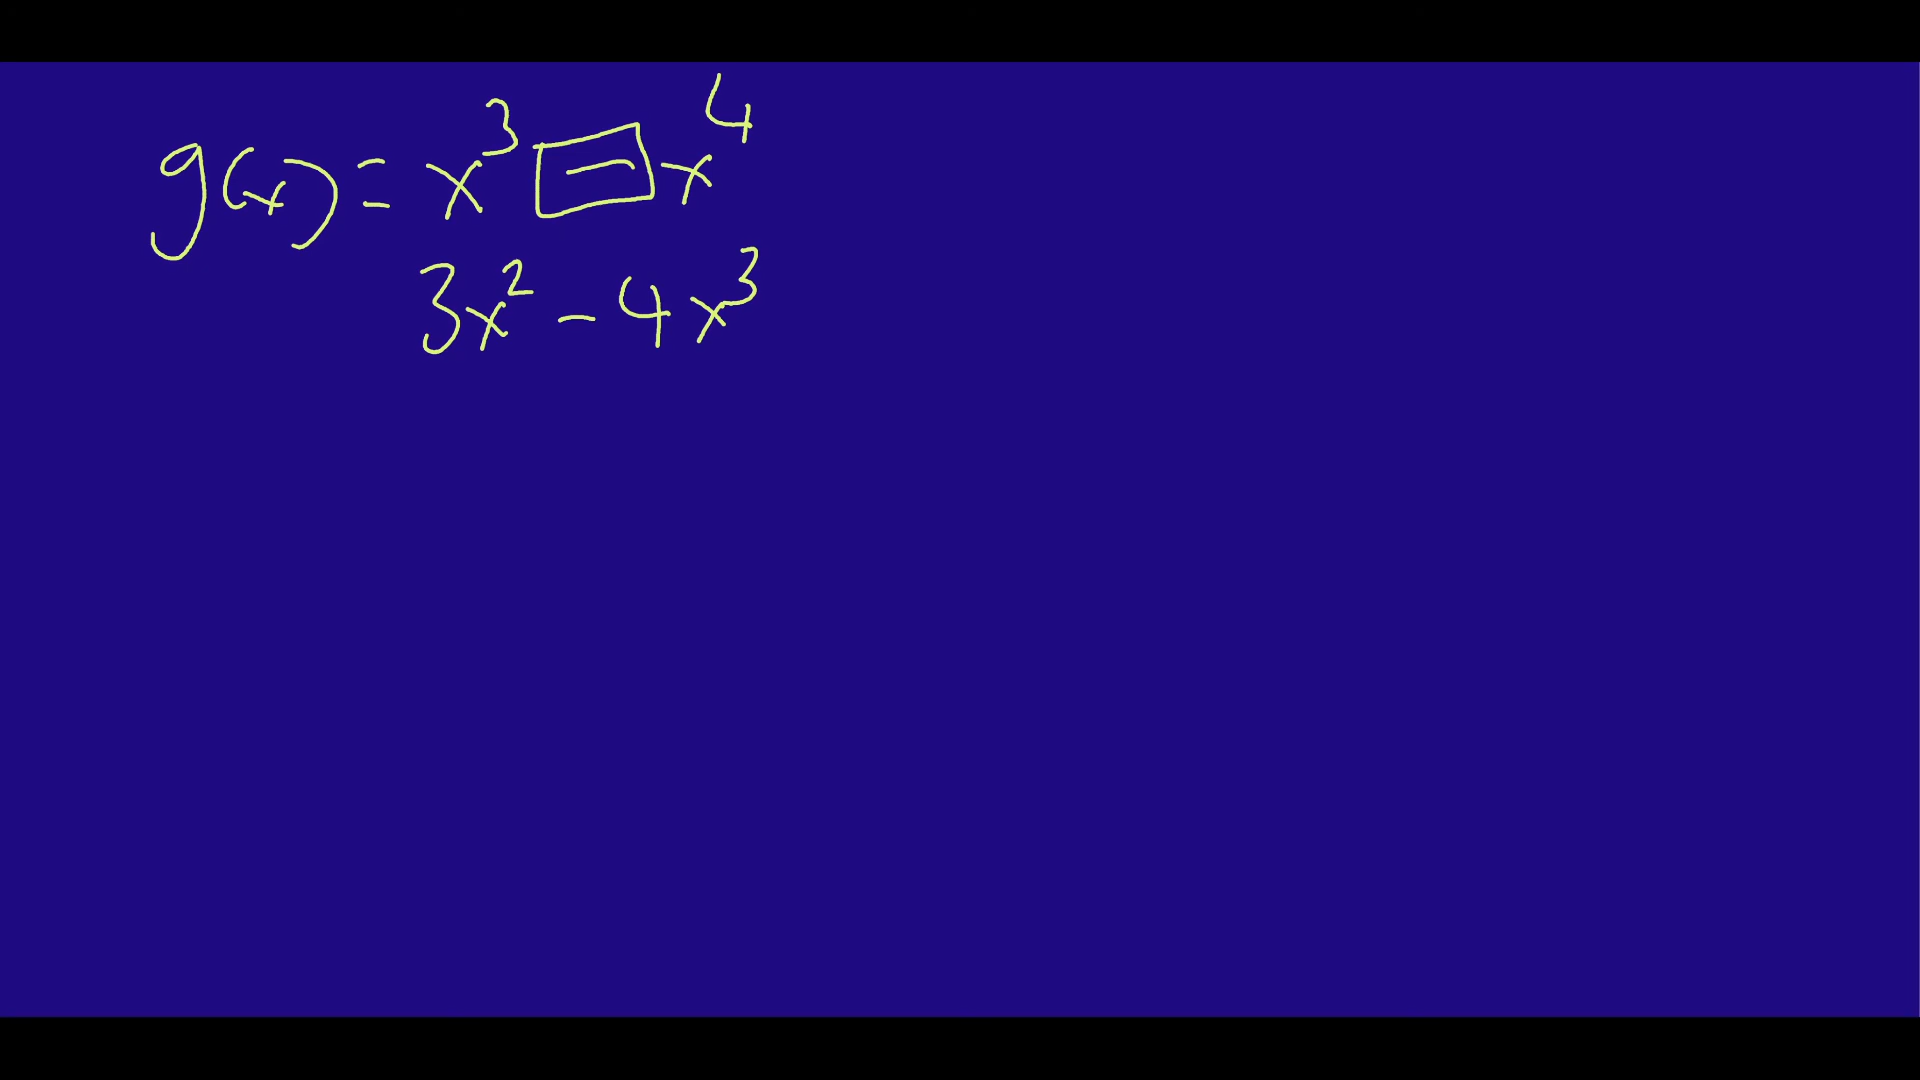 g(x) = x³ - x⁴
3x² - 4x³